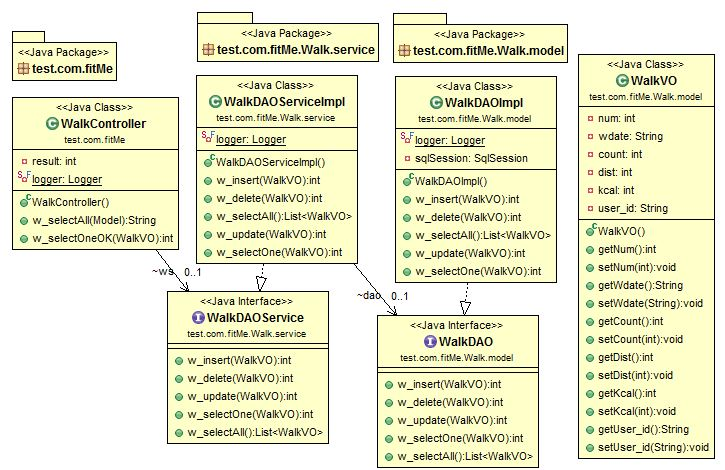 <<Java Package>>
test.com.fitMe
<<Java Package>>
test.com.fitMe.Walk.service
<<Java Package>>
test.com.fitMe.Walk.model
<<Java Class>>
WalkController
test.com.fitMe
result: int
logger: Logger
WalkController()
w_selectAll(Model):String
w_selectOneOK(WalkVO):int
<<Java Class>>
WalkDAOServiceImpl
test.com.fitMe.Walk.service
logger: Logger
WalkDAOServiceImpl()
w_insert(WalkVO):int
w_delete(WalkVO):int
w_selectAll():List<WalkVO>
w_update(WalkVO):int
w_selectOne(WalkVO):int
<<Java Class>>
WalkDAOImpl
test.com.fitMe.Walk.model
logger: Logger
sqlSession: SqlSession
WalkDAOImpl()
w_insert(WalkVO):int
w_delete(WalkVO):int
w_selectAll():List<WalkVO>
w_update(WalkVO):int
w_selectOne(WalkVO):int
<<Java Class>>
WalkVO
test.com.fitMe.Walk.model
num: int
wdate: String
count: int
dist: int
kcal: int
user_id: String
WalkVO()
getNum():int
setNum(int):void
getWdate():String
setWdate(String):void
getCount():int
setCount(int):void
getDist():int
setDist(int):void
getKcal():int
setKcal(int):void
getUser_id():String
setUser_id(String):void
~ws 0..1
~dao 0..1
<<Java Interface>>
WalkDAOService
test.com.fitMe.Walk.service
w_insert(WalkVO):int
w_delete(WalkVO):int
w_update(WalkVO):int
w_selectOne(WalkVO):int
w_selectAll():List<WalkVO>
<<Java Interface>>
WalkDAO
test.com.fitMe.Walk.model
w_insert(WalkVO):int
w_delete(WalkVO):int
w_update(WalkVO):int
w_selectOne(WalkVO):int
w_selectAll():List<WalkVO>